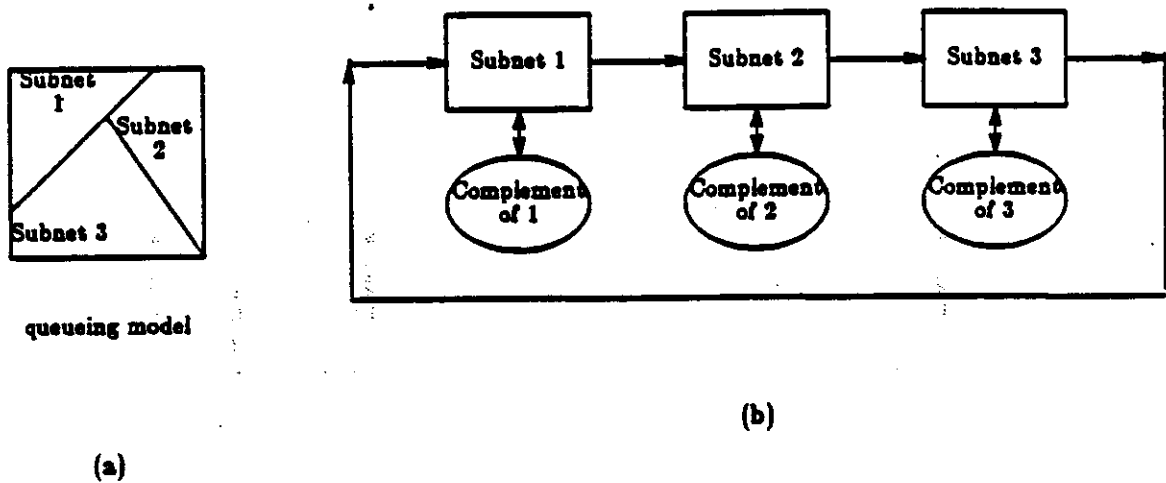 Subnet
1
Subnet
2
Subnet 3
queueing model
(a)
Subnet 1
Subnet 2
Subnet 3
Complement
of 1
Complement
of 2
Complement
of 3
(b)